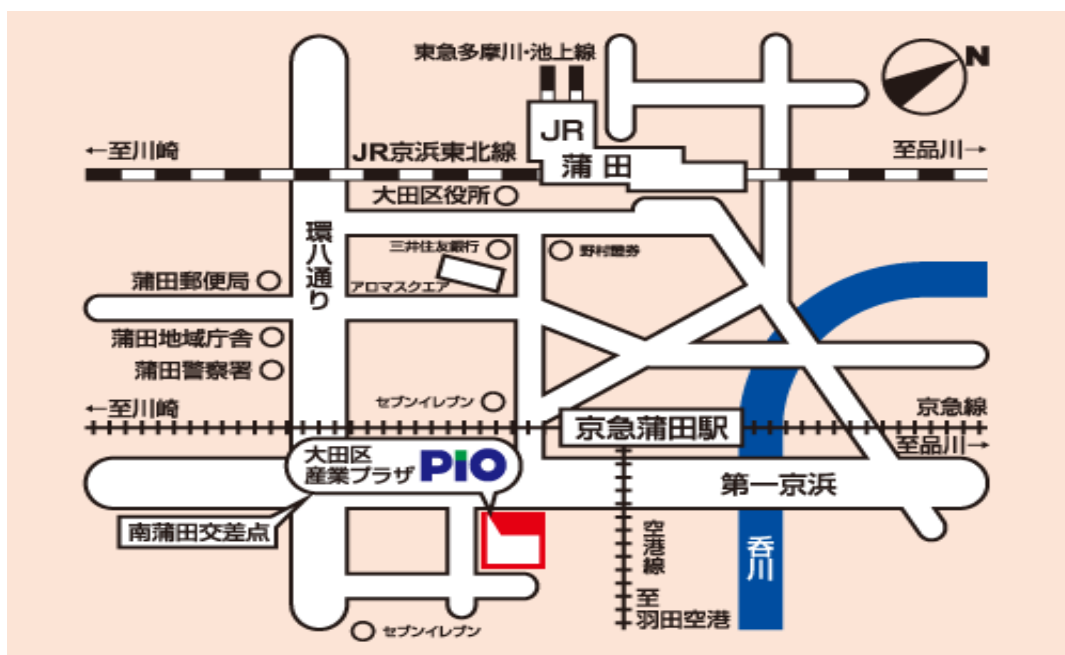 東急多摩川・池上線
N
JR
蒲田
←至川崎
JR京浜東北線
至品川→
大田区役所
環八通り
三井住友銀行
野村證券
アロマスクエア
蒲田郵便局
蒲田地域庁舎
蒲田警察署
セブンイレブン
←至川崎
京急蒲田駅
京急線
至品川→
大田区
産業プラザ PiO
第一京浜
南蒲田交差点
空港線
至
羽田空港
呑川
セブンイレブン